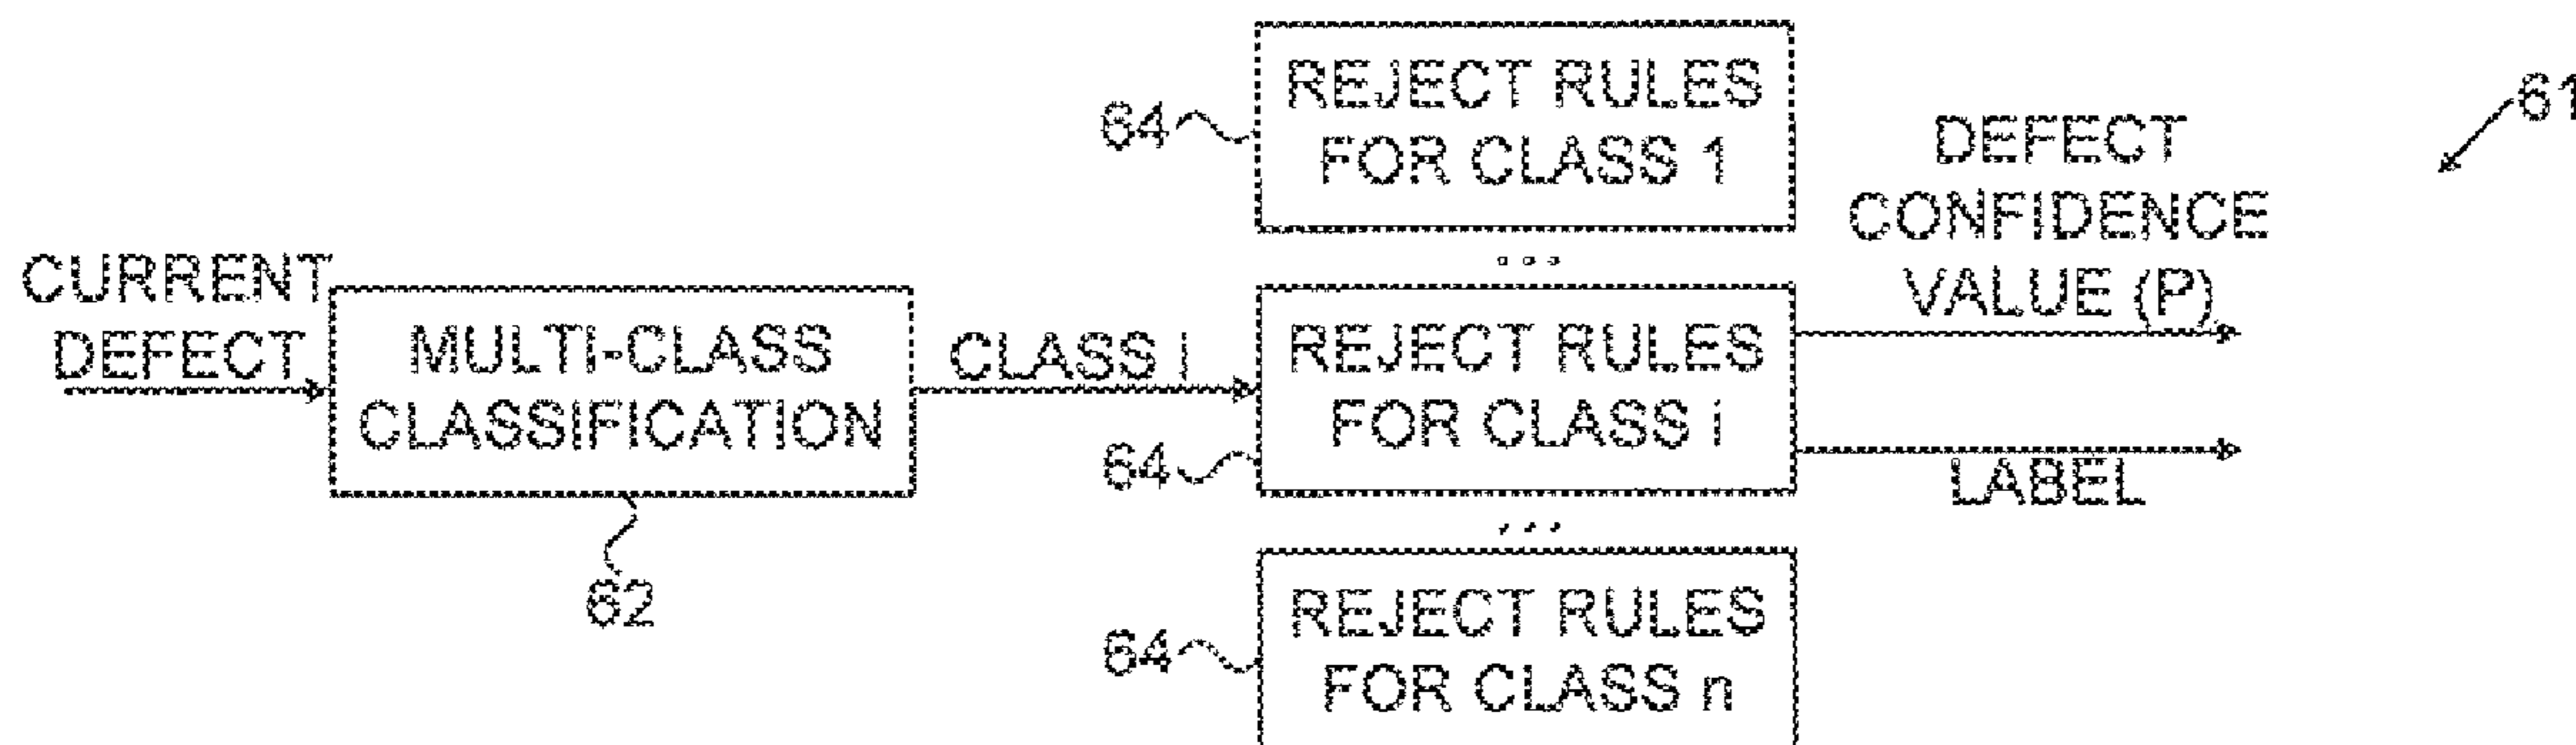 REJECT RULES
FOR CLASS 1
64
61
DEFECT
CONFIDENCE
VALUE (P)
...
CURRENT
DEFECT
MULTI-CLASS
CLASSIFICATION
62
CLASS i
REJECT RULES
FOR CLASS i
64
LABEL
...
REJECT RULES
FOR CLASS n
64